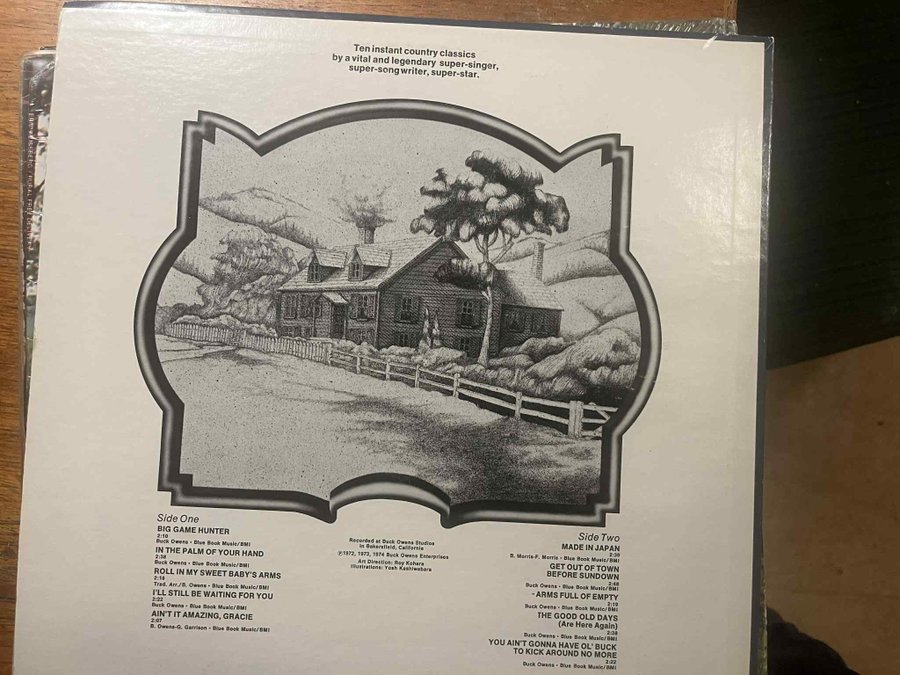 Ten instant country classics
by a vital and legendary super-singer,
super-songwriter, super-star.
Side One
BIG GAME HUNTER
2:10
Buck Owens - Blue Book Music/BMI
IN THE PALM OF YOUR HAND
2:38
Buck Owens - Blue Book Music/BMI
ROLL IN MY SWEET BABY'S ARMS
2:16
Trad. Arr./B. Owens - Blue Book Music/BMI
I'LL STILL BE WAITING FOR YOU
2:22
Buck Owens - Blue Book Music/BMI
AIN'T IT AMAZING, GRACIE
2:07
B. Owens-G. Garrison - Blue Book Music/BMI
Recorded at Buck Owens Studios
in Bakersfield, California
℗1972, 1973, 1974 Buck Owens Enterprises
Art Direction: Roy Kohara
Illustrations: Yosh Kashiwabara
Side Two
MADE IN JAPAN
B. Morris-F. Morris - Blue Book Music/BMI
GET OUT OF TOWN
BEFORE SUNDOWN
Buck Owens - Blue Book Music/BMI
ARMS FULL OF EMPTY
2:10
Buck Owens - Blue Book Music/BMI
THE GOOD OLD DAYS
(Are Here Again)
2:38
Buck Owens - Blue Book Music/BMI
YOU AIN'T GONNA HAVE OL' BUCK
TO KICK AROUND NO MORE
2:22
Buck Owens - Blue Book Music/BMI